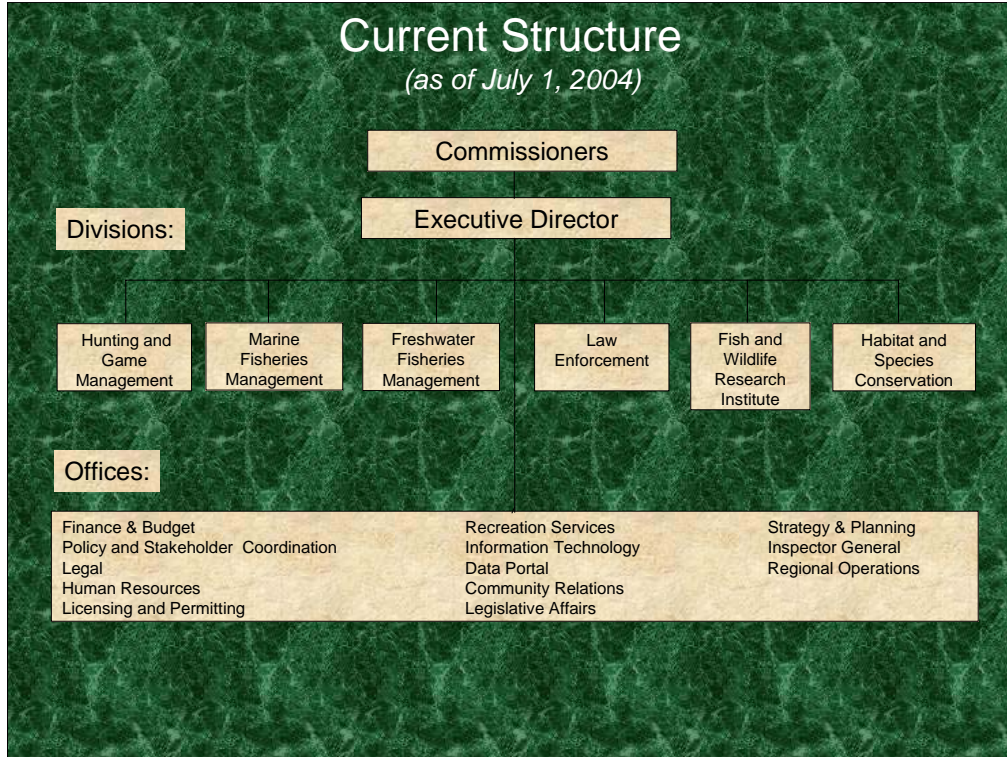 Current Structure
(as of July 1, 2004)
Commissioners
Executive Director
Divisions:
Hunting and
Game
Management
Marine
Fisheries
Management
Freshwater
Fisheries
Management
Law
Enforcement
Fish and
Wildlife
Research
Institute
Habitat and
Species
Conservation
Offices:
Finance & Budget
Policy and Stakeholder Coordination
Legal
Human Resources
Licensing and Permitting
Recreation Services
Information Technology
Data Portal
Community Relations
Legislative Affairs
Strategy & Planning
Inspector General
Regional Operations